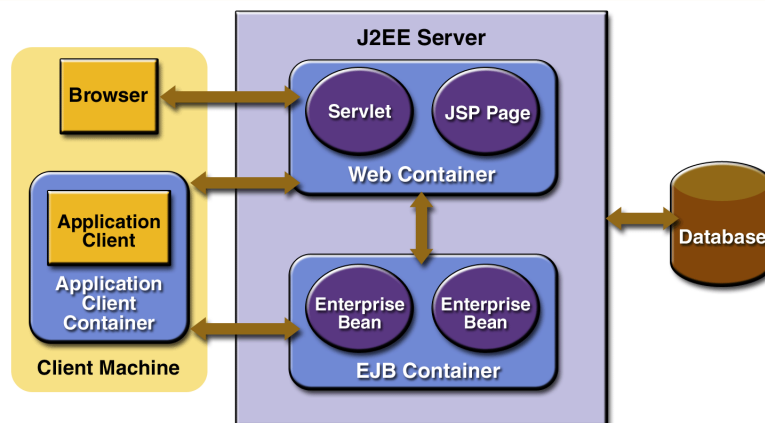 J2EE Server
Browser
Servlet
JSP Page
Web Container
Application
Client
Application
Client
Container
Client Machine
Enterprise
Bean
Enterprise
Bean
EJB Container
Database